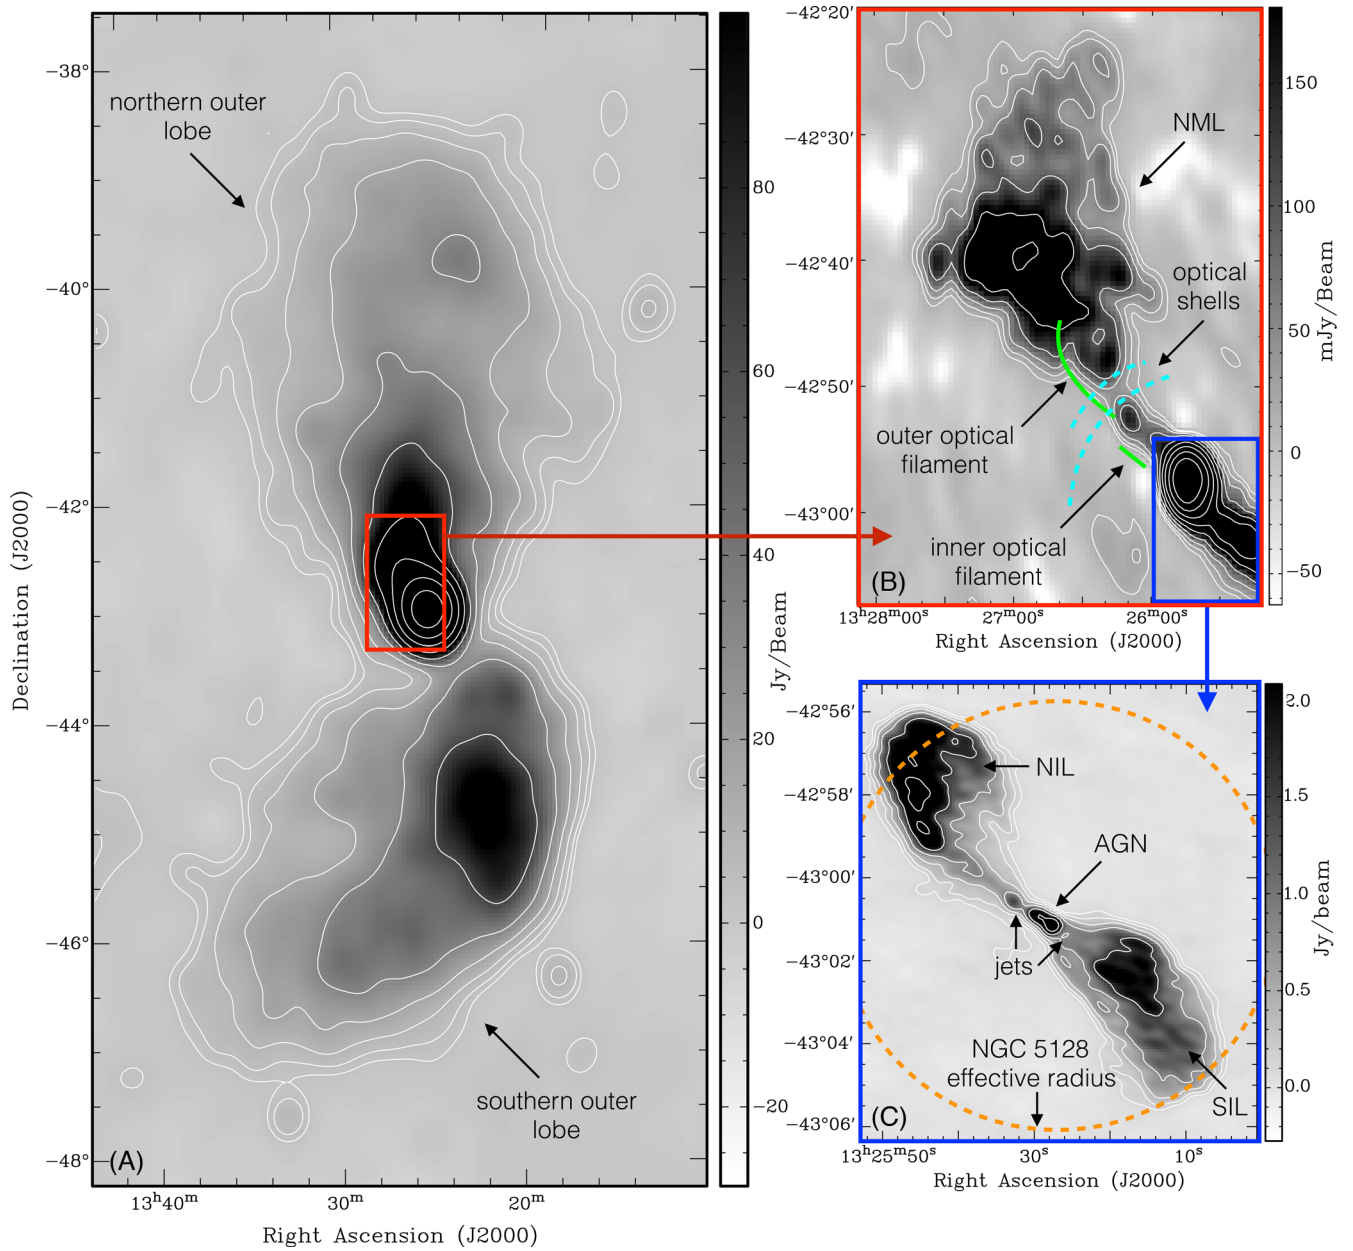 −38°
−40°
−42°
−44°
−46°
−48°
Declination (J2000)
northern outer
lobe
southern outer
lobe
(A)
13ʰ40ᵐ
30ᵐ
20ᵐ
Right Ascension (J2000)
80
60
40
20
0
−20
Jy/Beam
−42°20′
−42°30′
−42°40′
−42°50′
−43°00′
NML
optical
shells
outer optical
filament
inner optical
filament
(B)
13ʰ28ᵐ00ˢ
27ᵐ00ˢ
26ᵐ00ˢ
Right Ascension (J2000)
150
100
50
0
−50
mJy/Beam
−42°56′
−42°58′
−43°00′
−43°02′
−43°04′
−43°06′
NIL
AGN
jets
NGC 5128
effective radius
SIL
(C)
13ʰ25ᵐ50ˢ
30ˢ
10ˢ
Right Ascension (J2000)
2.0
1.5
1.0
0.5
0.0
Jy/beam